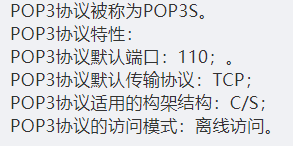 POP3协议被称为POP3S。
POP3协议特性：
POP3协议默认端口：110；。
POP3协议默认传输协议：TCP；
POP3协议适用的构架结构：C/S；
POP3协议的访问模式：离线访问。